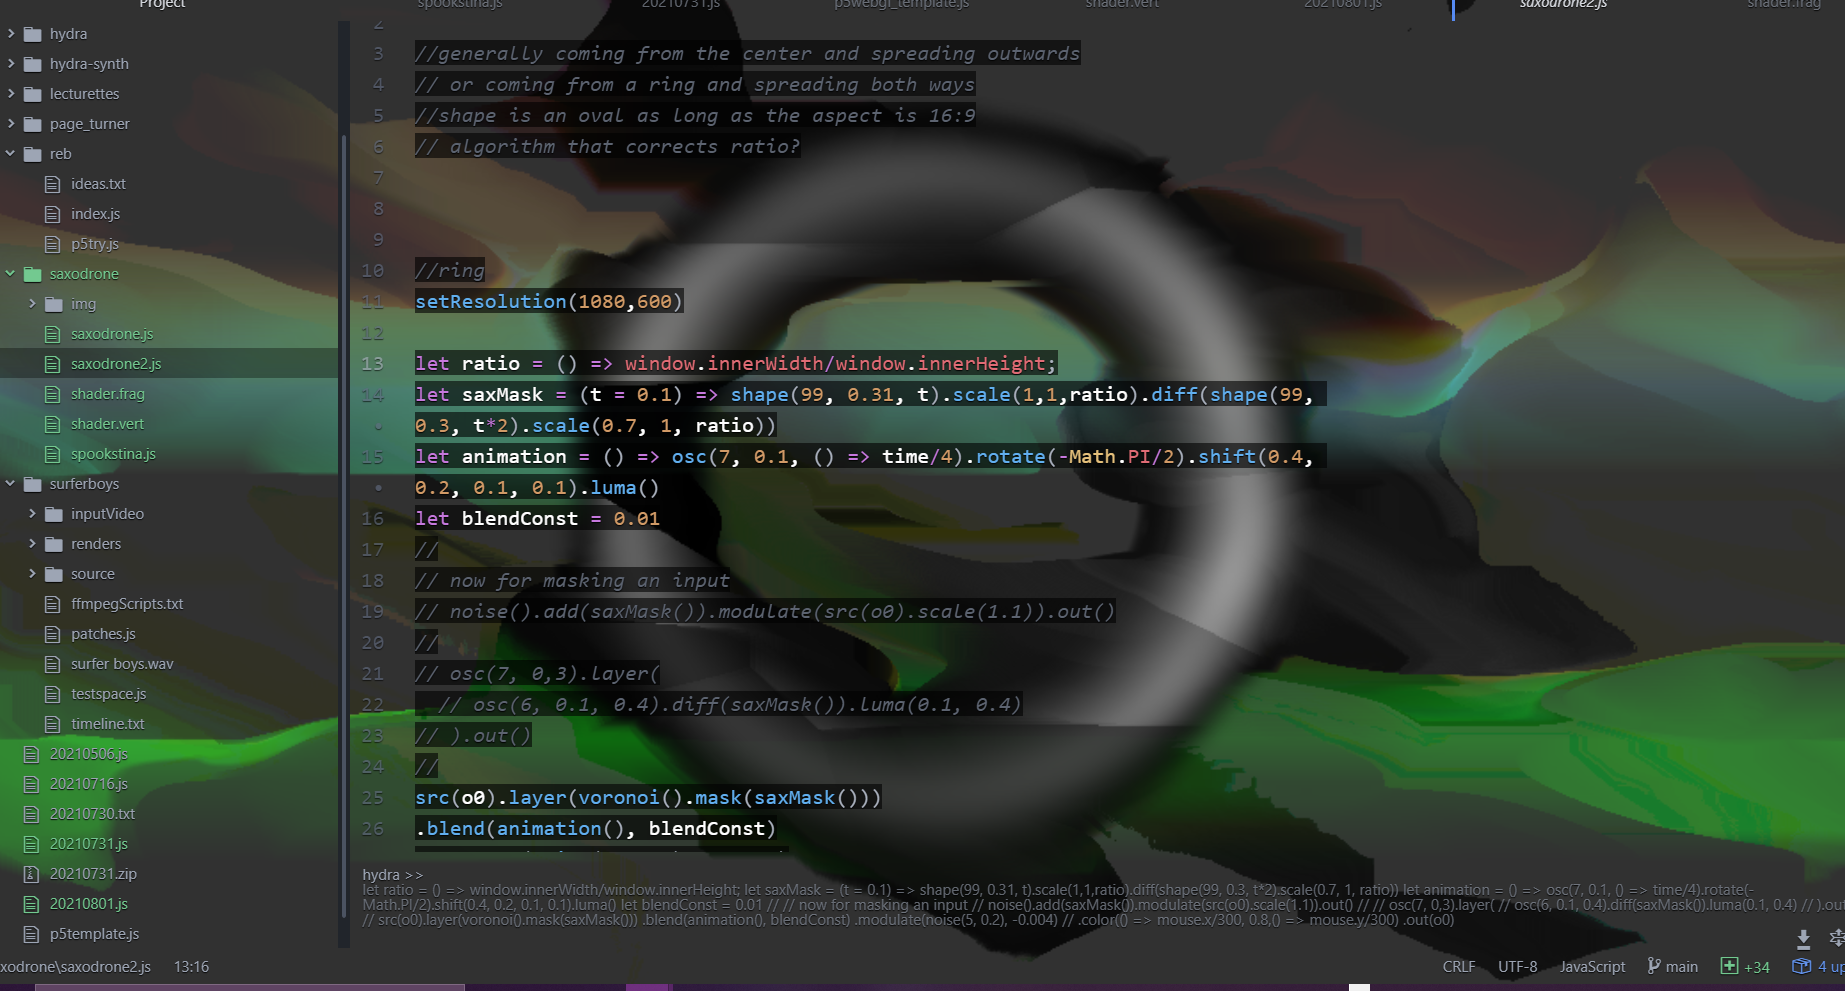 Project
spookstina.js
20210731.js
p5webgl_template.js
shader.vert
20210801.js
saxodrone2.js
shader.frag
hydra
hydra-synth
lecturettes
page_turner
reb
ideas.txt
index.js
p5try.js
saxodrone
img
saxodrone.js
saxodrone2.js
shader.frag
shader.vert
spookstina.js
surferboys
inputVideo
renders
source
ffmpegScripts.txt
patches.js
surfer boys.wav
testspace.js
timeline.txt
20210506.js
20210716.js
20210730.txt
20210731.js
20210731.zip
20210801.js
p5template.js
2
3 //generally coming from the center and spreading outwards
4 // or coming from a ring and spreading both ways
5 //shape is an oval as long as the aspect is 16:9
6 // algorithm that corrects ratio?
7
8
9
10 //ring
11 setResolution(1080,600)
12
13 let ratio = () => window.innerWidth/window.innerHeight;
14 let saxMask = (t = 0.1) => shape(99, 0.31, t).scale(1,1,ratio).diff(shape(99,
• 0.3, t*2).scale(0.7, 1, ratio))
15 let animation = () => osc(7, 0.1, () => time/4).rotate(-Math.PI/2).shift(0.4,
• 0.2, 0.1, 0.1).luma()
16 let blendConst = 0.01
17 //
18 // now for masking an input
19 // noise().add(saxMask()).modulate(src(o0).scale(1.1)).out()
20 //
21 // osc(7, 0,3).layer(
22 // osc(6, 0.1, 0.4).diff(saxMask()).luma(0.1, 0.4)
23 // ).out()
24 //
25 src(o0).layer(voronoi().mask(saxMask()))
26 .blend(animation(), blendConst)
hydra >>
let ratio = () => window.innerWidth/window.innerHeight; let saxMask = (t = 0.1) => shape(99, 0.31, t).scale(1,1,ratio).diff(shape(99, 0.3, t*2).scale(0.7, 1, ratio)) let animation = () => osc(7, 0.1, () => time/4).rotate(-
Math.PI/2).shift(0.4, 0.2, 0.1, 0.1).luma() let blendConst = 0.01 // // now for masking an input // noise().add(saxMask()).modulate(src(o0).scale(1.1)).out() // // osc(7, 0,3).layer( // osc(6, 0.1, 0.4).diff(saxMask()).luma(0.1, 0.4) // ).out
// src(o0).layer(voronoi().mask(saxMask())) .blend(animation(), blendConst) .modulate(noise(5, 0.2), -0.004) // .color(() => mouse.x/300, 0.8,() => mouse.y/300) .out(o0)
xodrone\saxodrone2.js 13:16
CRLF UTF-8 JavaScript main +34 4 up